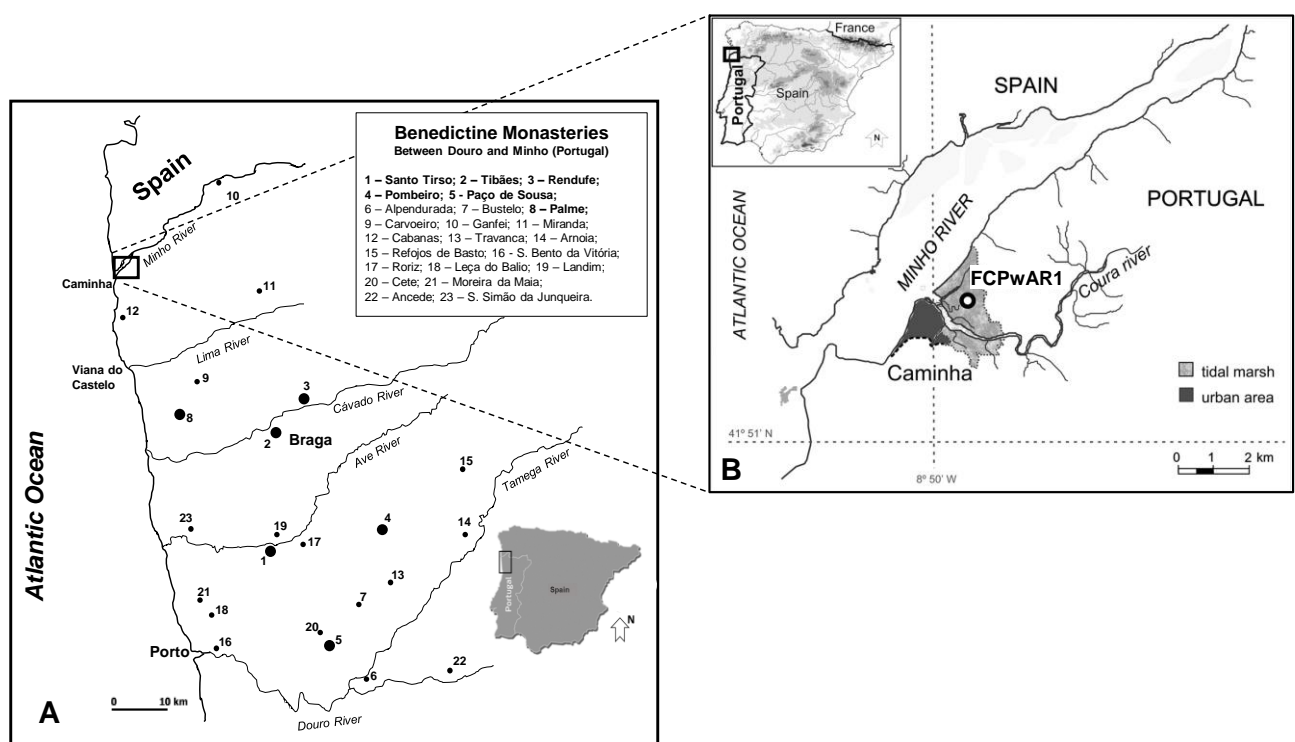 Benedictine Monasteries
Between Douro and Minho (Portugal)
1 – Santo Tirso; 2 – Tibães; 3 – Rendufe;
4 – Pombeiro; 5 - Paço de Sousa;
6 – Alpendurada; 7 – Bustelo; 8 – Palme;
9 – Carvoeiro; 10 – Ganfei; 11 – Miranda;
12 – Cabanas; 13 – Travanca; 14 – Arnoia;
15 – Refojos de Basto; 16 - S. Bento da Vitória;
17 – Roriz; 18 – Leça do Balio; 19 – Landim;
20 – Cete; 21 – Moreira da Maia;
22 – Ancede; 23 – S. Simão da Junqueira.
Spain
10
Minho River
Caminha
11
12
Lima River
Viana do
Castelo
9
3
8
Cávado River
2
Braga
Ave River
15
Tamega River
23
19
4
14
1
17
13
21
7
18
20
5
16
Porto
22
6
Atlantic Ocean
0 10 km
A
Douro River
Portugal
Spain
N
France
Portugal
Spain
N
SPAIN
PORTUGAL
ATLANTIC OCEAN
MINHO RIVER
FCPwAR1
Coura river
Caminha
tidal marsh
urban area
41º 51' N
8º 50' W
0 1 2 km
B